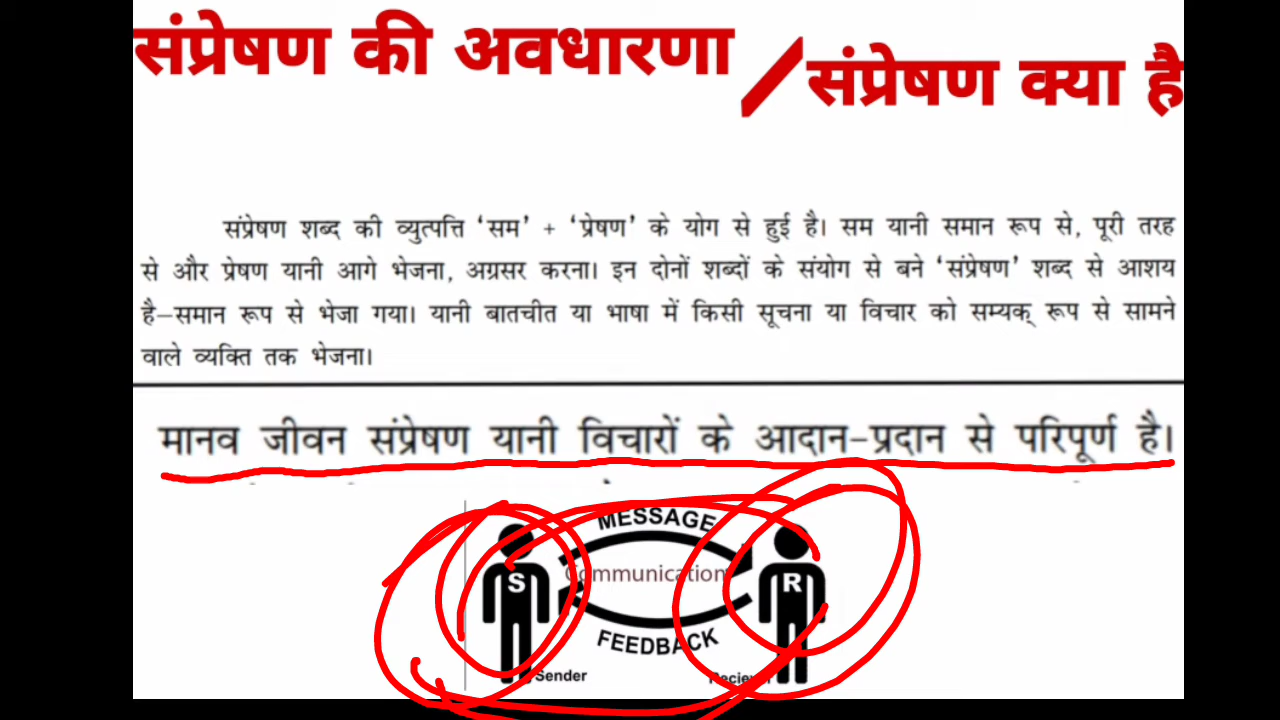 संप्रेषण की अवधारणा / संप्रेषण क्या है
संप्रेषण शब्द की व्युत्पत्ति ‘सम’ + ‘प्रेषण’ के योग से हुई है। सम यानी समान रूप से, पूरी तरह
से और प्रेषण यानी आगे भेजना, अग्रसर करना। इन दोनों शब्दों के संयोग से बने ‘संप्रेषण’ शब्द से आशय
है–समान रूप से भेजा गया। यानी बातचीत या भाषा में किसी सूचना या विचार को सम्यक् रूप से सामने
वाले व्यक्ति तक भेजना।
मानव जीवन संप्रेषण यानी विचारों के आदान-प्रदान से परिपूर्ण है।
MESSAGE
S Communication R
FEEDBACK
Sender Reciever